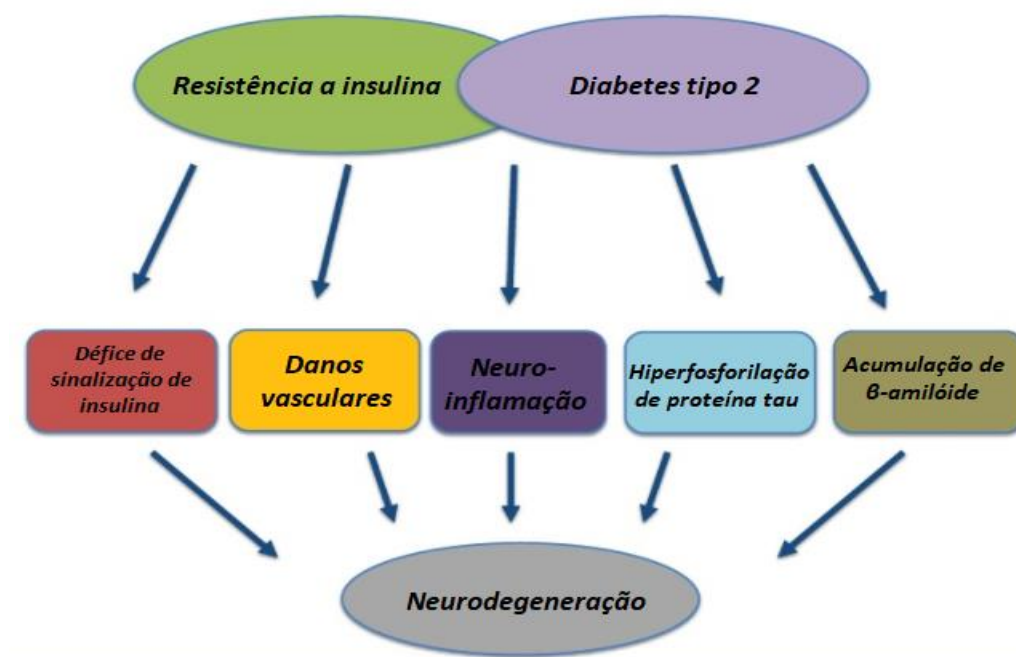 Resistência a insulina
Diabetes tipo 2
Défice de
sinalização de
insulina
Danos
vasculares
Neuro-
inflamação
Hiperfosforilação
de proteína tau
Acumulação de
β-amilóide
Neurodegeneração